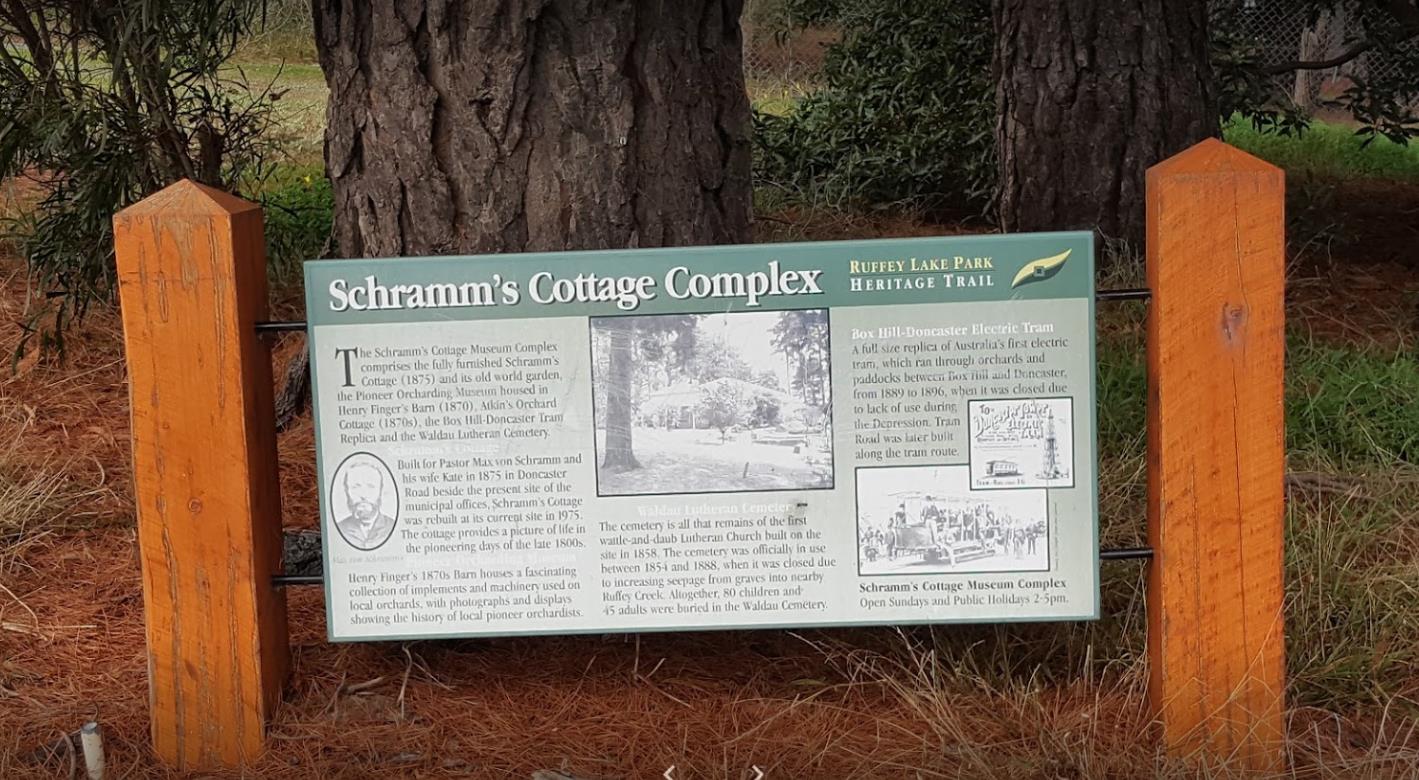 Schramm's Cottage Complex
RUFFEY LAKE PARK
HERITAGE TRAIL
The Schramm's Cottage Museum Complex
comprises the fully furnished Schramm's
Cottage (1875) and its old world garden,
the Pioneer Orcharding Museum housed in
Henry Finger's Barn (1870), Atkin's Orchard
Cottage (1870s), the Box Hill-Doncaster Tram
Replica and the Waldau Lutheran Cemetery.
Schramm's Cottage
Built for Pastor Max von Schramm and
his wife Kate in 1875 in Doncaster
Road beside the present site of the
municipal offices, Schramm's Cottage
was rebuilt at its current site in 1975.
The cottage provides a picture of life in
the pioneering days of the late 1800s.
Max von Schramm
Henry Finger's 1870s Barn houses a fascinating
collection of implements and machinery used on
local orchards, with photographs and displays
showing the history of local pioneer orchardists.
Waldau Lutheran Cemetery
The cemetery is all that remains of the first
wattle-and-daub Lutheran Church built on the
site in 1858. The cemetery was officially in use
between 1854 and 1888, when it was closed due
to increasing seepage from graves into nearby
Ruffey Creek. Altogether, 80 children and
45 adults were buried in the Waldau Cemetery.
Box Hill-Doncaster Electric Tram
A full size replica of Australia's first electric
tram, which ran through orchards and
paddocks between Box Hill and Doncaster,
from 1889 to 1896, when it was closed due
to lack of use during
the Depression. Tram
Road was later built
along the tram route.
Schramm's Cottage Museum Complex
Open Sundays and Public Holidays 2-5pm.